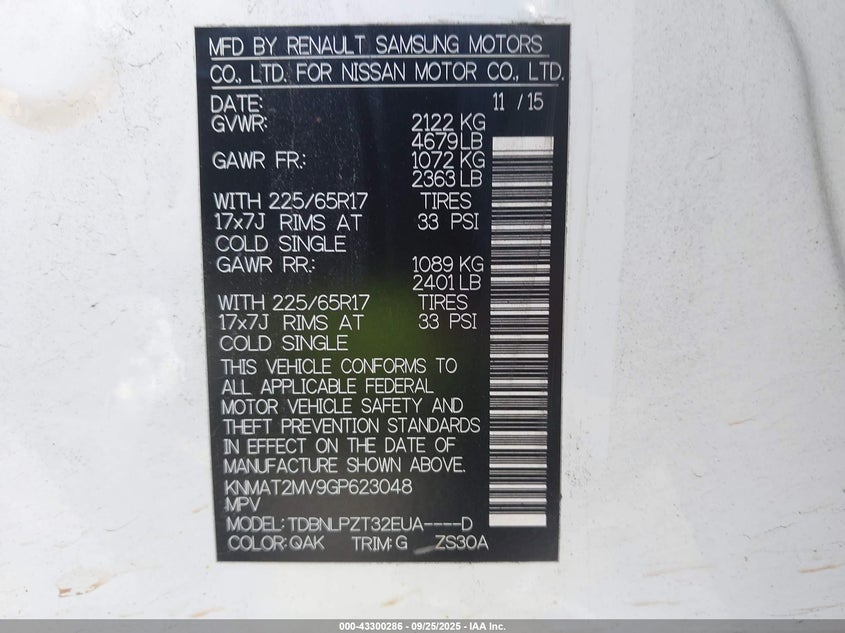 MFD BY RENAULT SAMSUNG MOTORS
CO., LTD. FOR NISSAN MOTOR CO., LTD.
DATE: 11 / 15
GVWR: 2122 KG
4679 LB
GAWR FR.: 1072 KG
2363 LB
WITH 225/65R17 TIRES
17x7J RIMS AT 33 PSI
COLD SINGLE
GAWR RR.: 1089 KG
2401 LB
WITH 225/65R17 TIRES
17x7J RIMS AT 33 PSI
COLD SINGLE
THIS VEHICLE CONFORMS TO
ALL APPLICABLE FEDERAL
MOTOR VEHICLE SAFETY AND
THEFT PREVENTION STANDARDS
IN EFFECT ON THE DATE OF
MANUFACTURE SHOWN ABOVE.
KNMAT2MV9GP623048
MPV
MODEL: TDBNLPZT32EUA----D
COLOR: QAK TRIM: G ZS30A
000-43300286 - 09/25/2025 - IAA Inc.